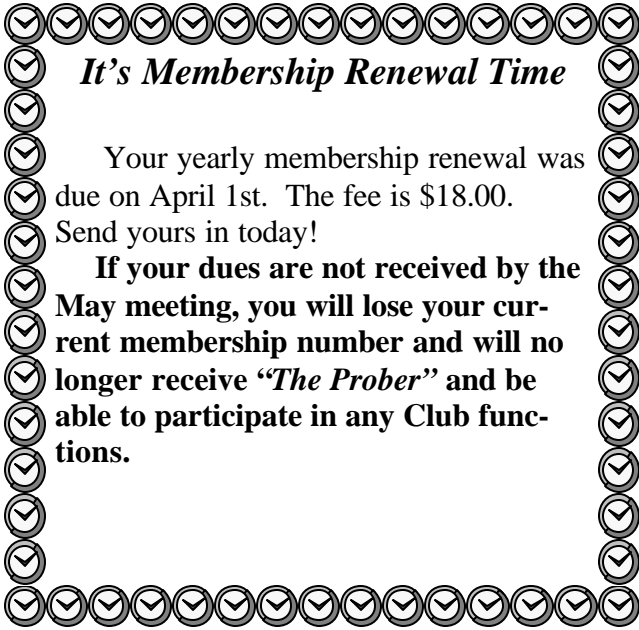 It's Membership Renewal Time
Your yearly membership renewal was
due on April 1st.  The fee is $18.00.
Send yours in today!
If your dues are not received by the
May meeting, you will lose your cur-
rent membership number and will no
longer receive “The Prober” and be
able to participate in any Club func-
tions.